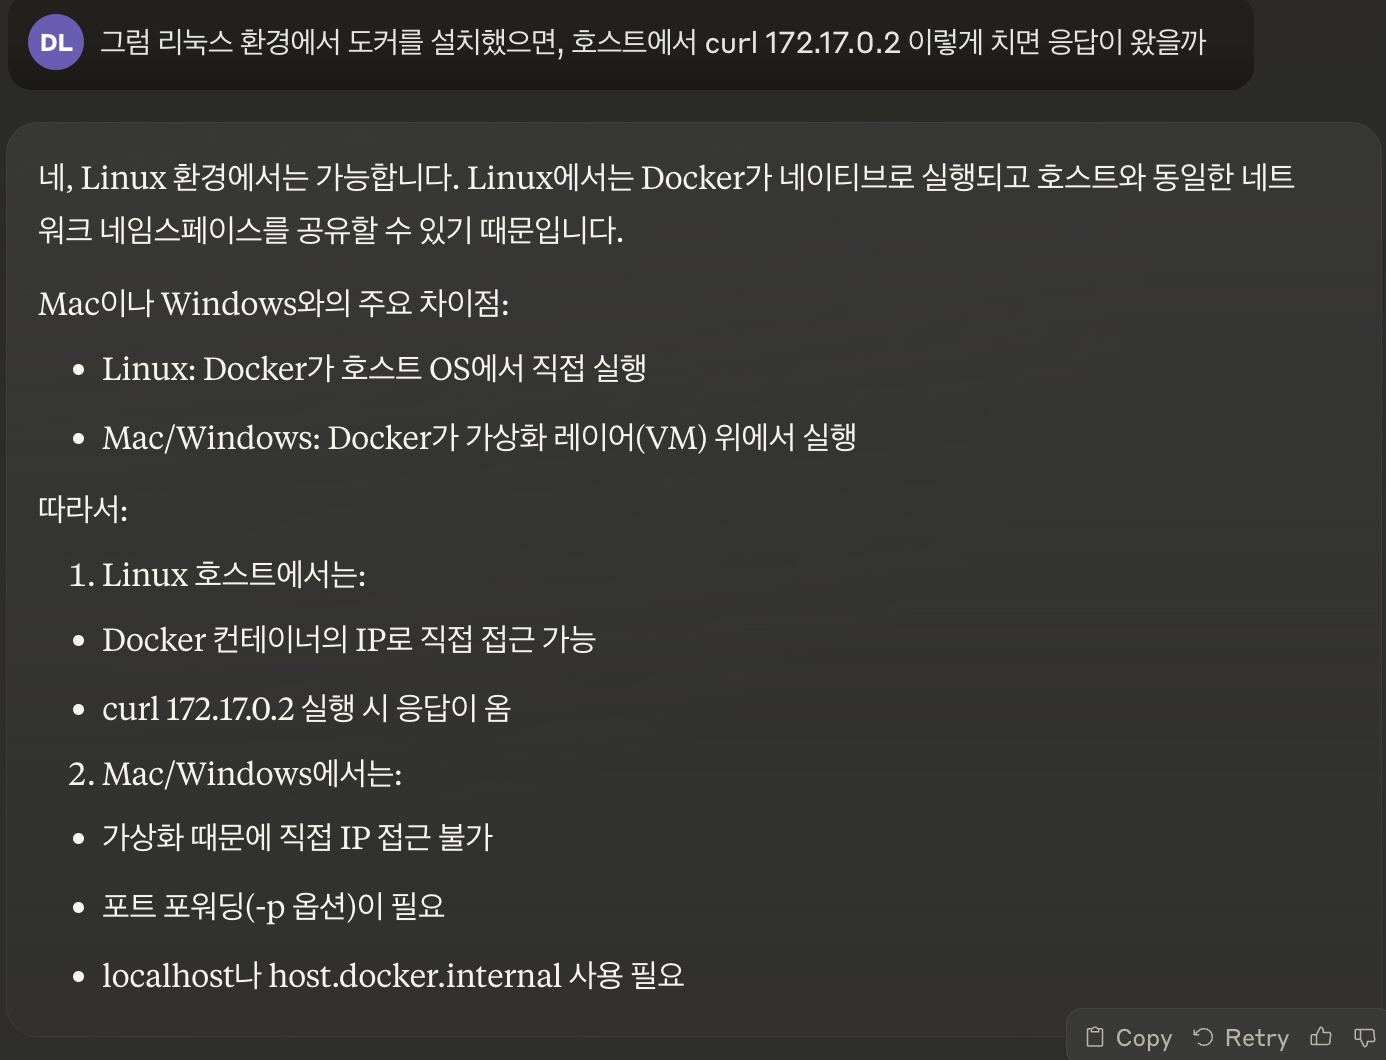 DL 그럼 리눅스 환경에서 도커를 설치했으면, 호스트에서 curl 172.17.0.2 이렇게 치면 응답이 왔을까
네, Linux 환경에서는 가능합니다. Linux에서는 Docker가 네이티브로 실행되고 호스트와 동일한 네트
워크 네임스페이스를 공유할 수 있기 때문입니다.
Mac이나 Windows와의 주요 차이점:
• Linux: Docker가 호스트 OS에서 직접 실행
• Mac/Windows: Docker가 가상화 레이어(VM) 위에서 실행
따라서:
1. Linux 호스트에서는:
• Docker 컨테이너의 IP로 직접 접근 가능
• curl 172.17.0.2 실행 시 응답이 옴
2. Mac/Windows에서는:
• 가상화 때문에 직접 IP 접근 불가
• 포트 포워딩(-p 옵션)이 필요
• localhost나 host.docker.internal 사용 필요
Copy Retry